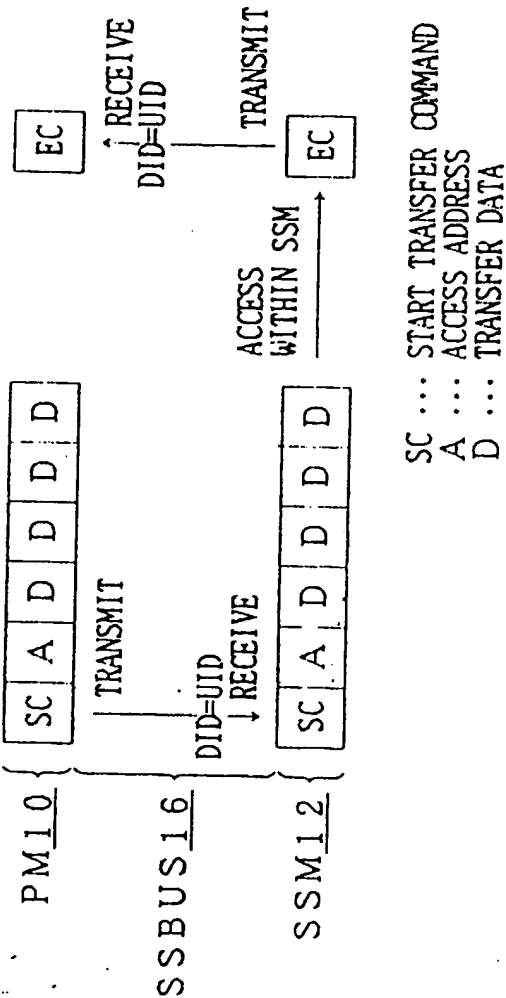 PM10
SC A D D D D
EC
TRANSMIT
DID=UID
RECEIVE
SSBUS16
RECEIVE
DID=UID
TRANSMIT
SSM12
SC A D D D D
ACCESS
WITHIN SSM
EC
SC ... START TRANSFER COMMAND
A ... ACCESS ADDRESS
D ... TRANSFER DATA